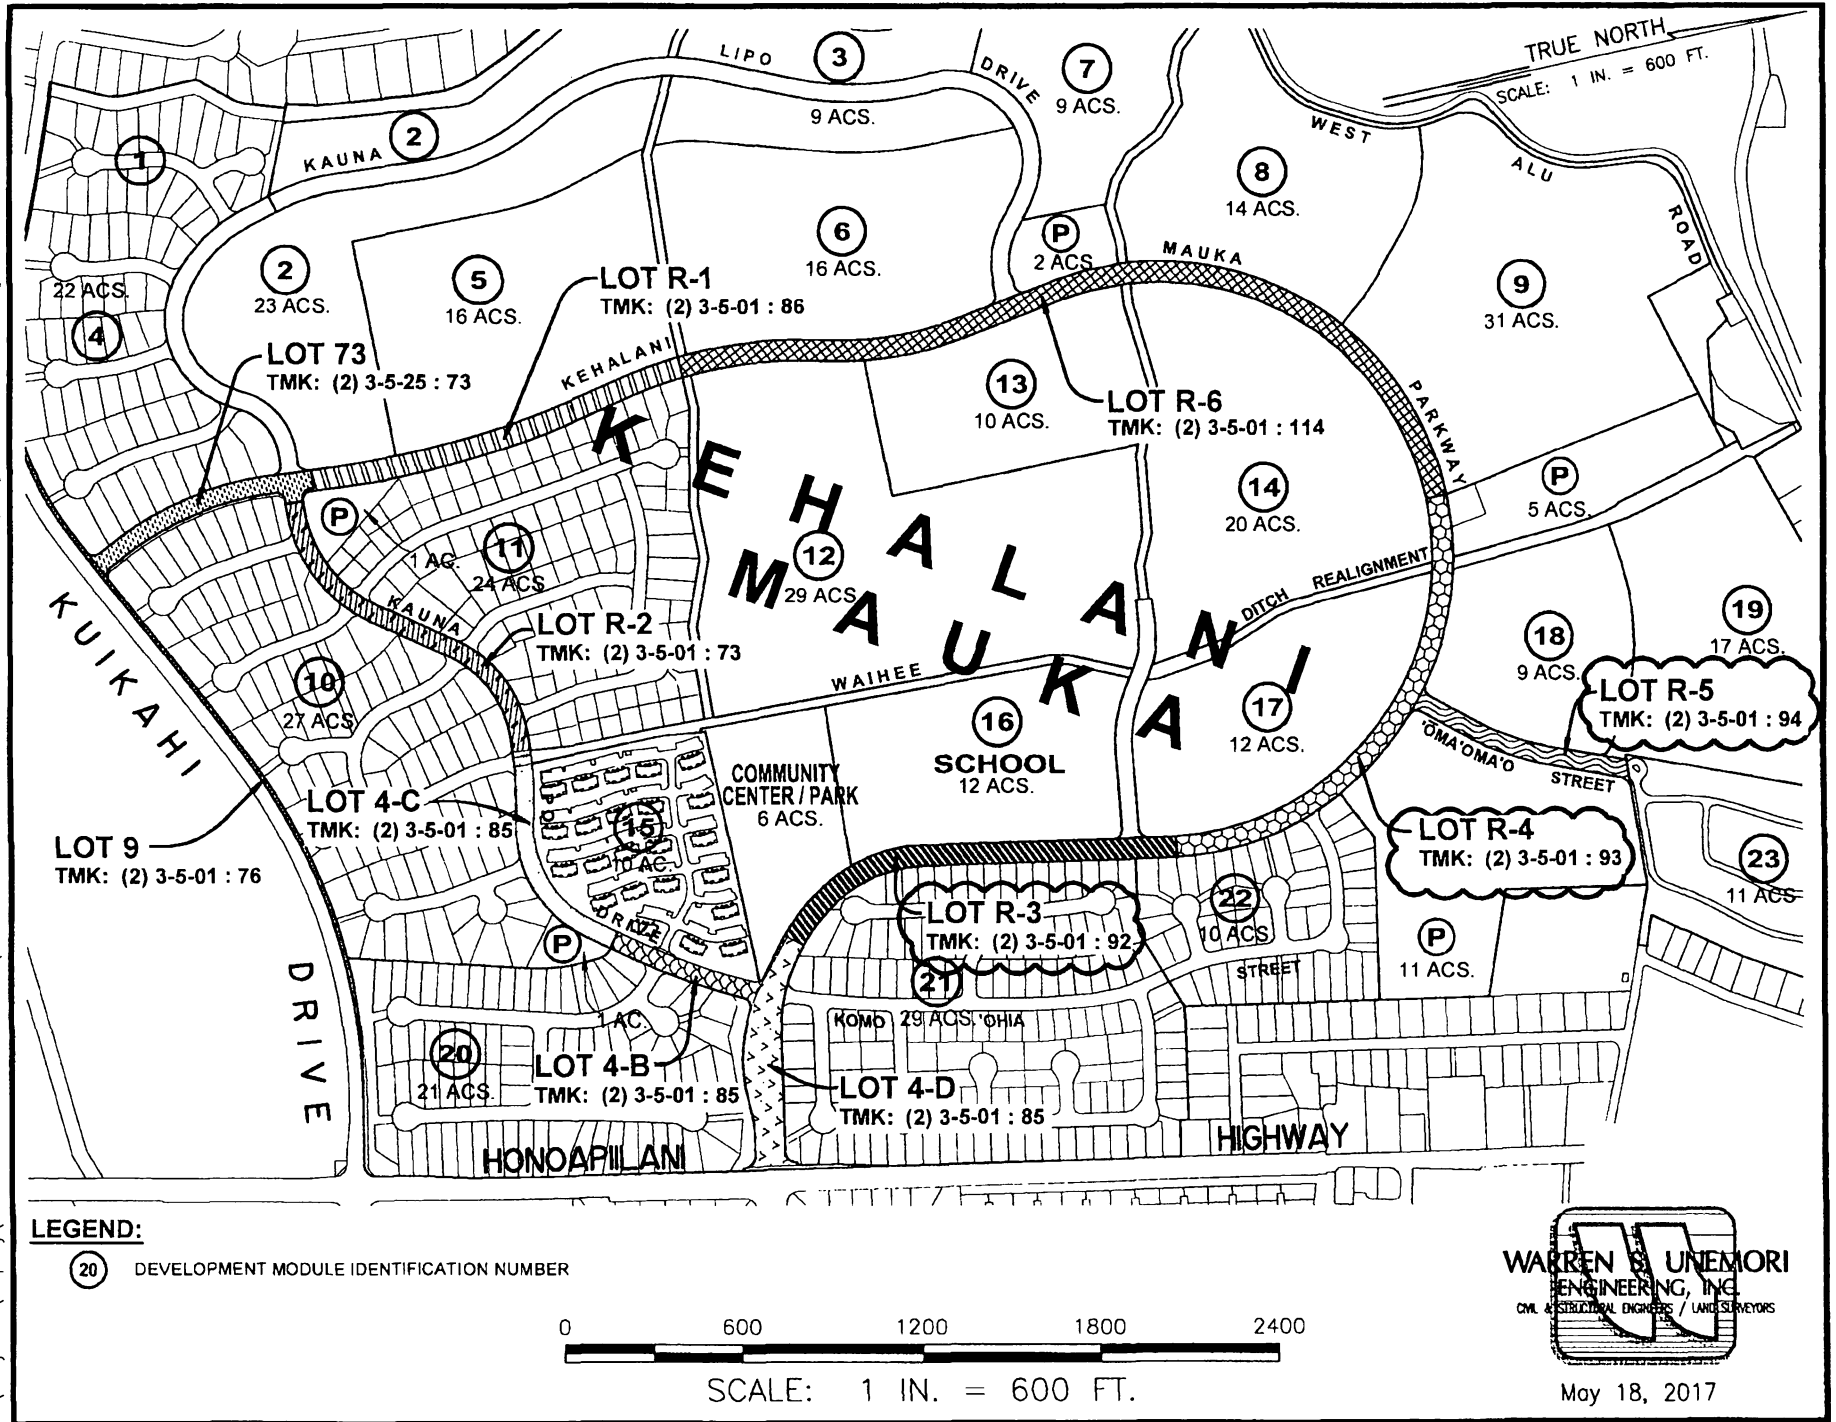 TRUE NORTH
SCALE: 1 IN. = 600 FT.
LIPO
3
9 ACS.
DRIVE
7
9 ACS.
WEST
ALU
ROAD
1
KAUNA
2
8
14 ACS.
22 ACS.
4
2
23 ACS.
5
16 ACS.
6
16 ACS.
P
2 ACS
MAUKA
9
31 ACS.
LOT R-1
TMK: (2) 3-5-01 : 86
LOT 73
TMK: (2) 3-5-25 : 73
KEHALANI
13
10 ACS.
LOT R-6
TMK: (2) 3-5-01 : 114
PARKWAY
KEHALANI
MAUKA
P
1 AC.
11
24 ACS
12
29 ACS
14
20 ACS.
P
5 ACS.
DITCH REALIGNMENT
KAUNA
LOT R-2
TMK: (2) 3-5-01 : 73
WAIHEE
18
9 ACS.
19
17 ACS.
KUIKAHI
10
27 ACS
16
SCHOOL
12 ACS.
17
12 ACS.
LOT R-5
TMK: (2) 3-5-01 : 94
'ŌMA'OMA'O
STREET
COMMUNITY
CENTER / PARK
6 ACS.
LOT 4-C
TMK: (2) 3-5-01 : 85
15
10 AC.
LOT R-4
TMK: (2) 3-5-01 : 93
LOT 9
TMK: (2) 3-5-01 : 76
23
11 ACS
DRIVE
P
1 AC.
LOT R-3
TMK: (2) 3-5-01 : 92
22
10 ACS
STREET
P
11 ACS.
DRIVE
21
29 ACS.
KOMO 'OHIA
20
21 ACS.
LOT 4-B
TMK: (2) 3-5-01 : 85
LOT 4-D
TMK: (2) 3-5-01 : 85
HONOAPIILANI
HIGHWAY
LEGEND:
20 DEVELOPMENT MODULE IDENTIFICATION NUMBER
0 600 1200 1800 2400
SCALE: 1 IN. = 600 FT.
WARREN S. UNEMORI
ENGINEERING, INC.
CIVIL & STRUCTURAL ENGINEERS / LAND SURVEYORS
May 18, 2017